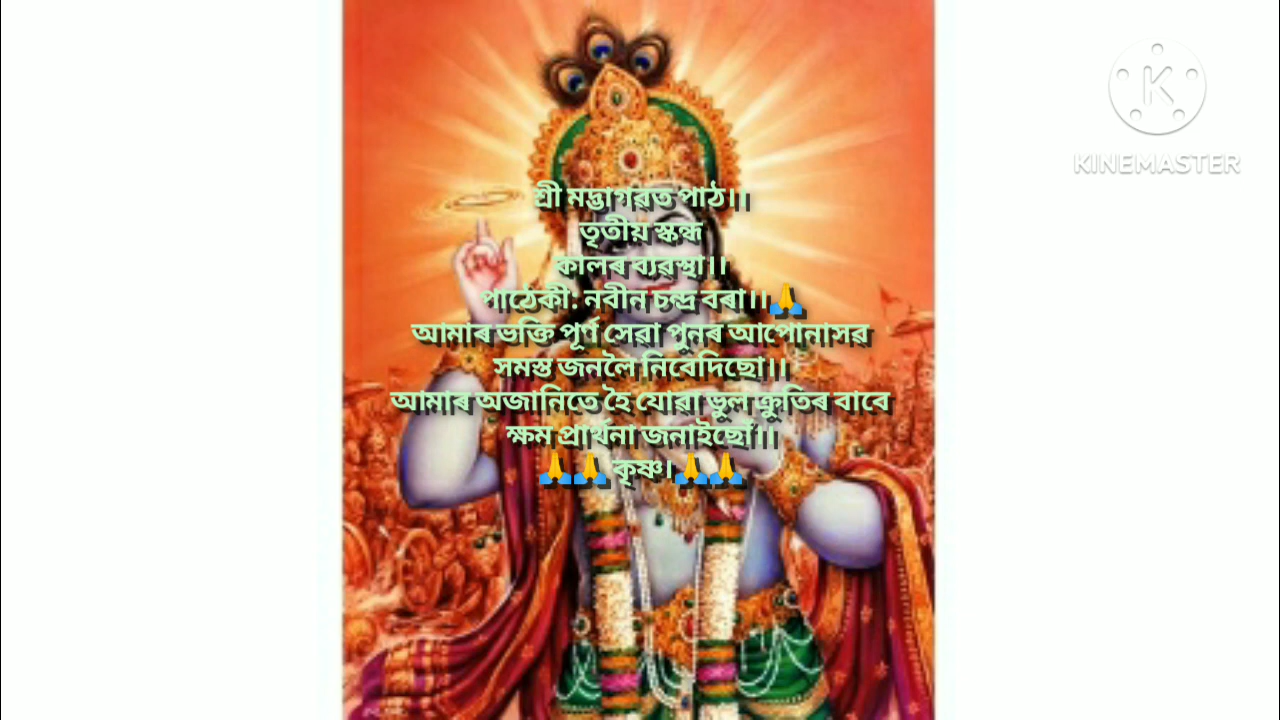 শ্ৰী মদ্ভাগৱত পাঠ।।
তৃতীয় স্কন্ধ
কালৰ ব্যৱস্থা।।
পাঠেকী: নবীন চন্দ্ৰ বৰা।।🙏
আমাৰ ভক্তি পূৰ্ণ সেৱা পুনৰ আপোনাসৱ
সমস্ত জনলৈ নিবেদিছো।।
আমাৰ অজানিতে হৈ যোৱা ভুল ক্ৰুতিৰ বাবে
ক্ষম প্ৰাৰ্থনা জনাইছোঁ।।
🙏🙏 কৃষ্ণ।🙏🙏
K
KINEMASTER